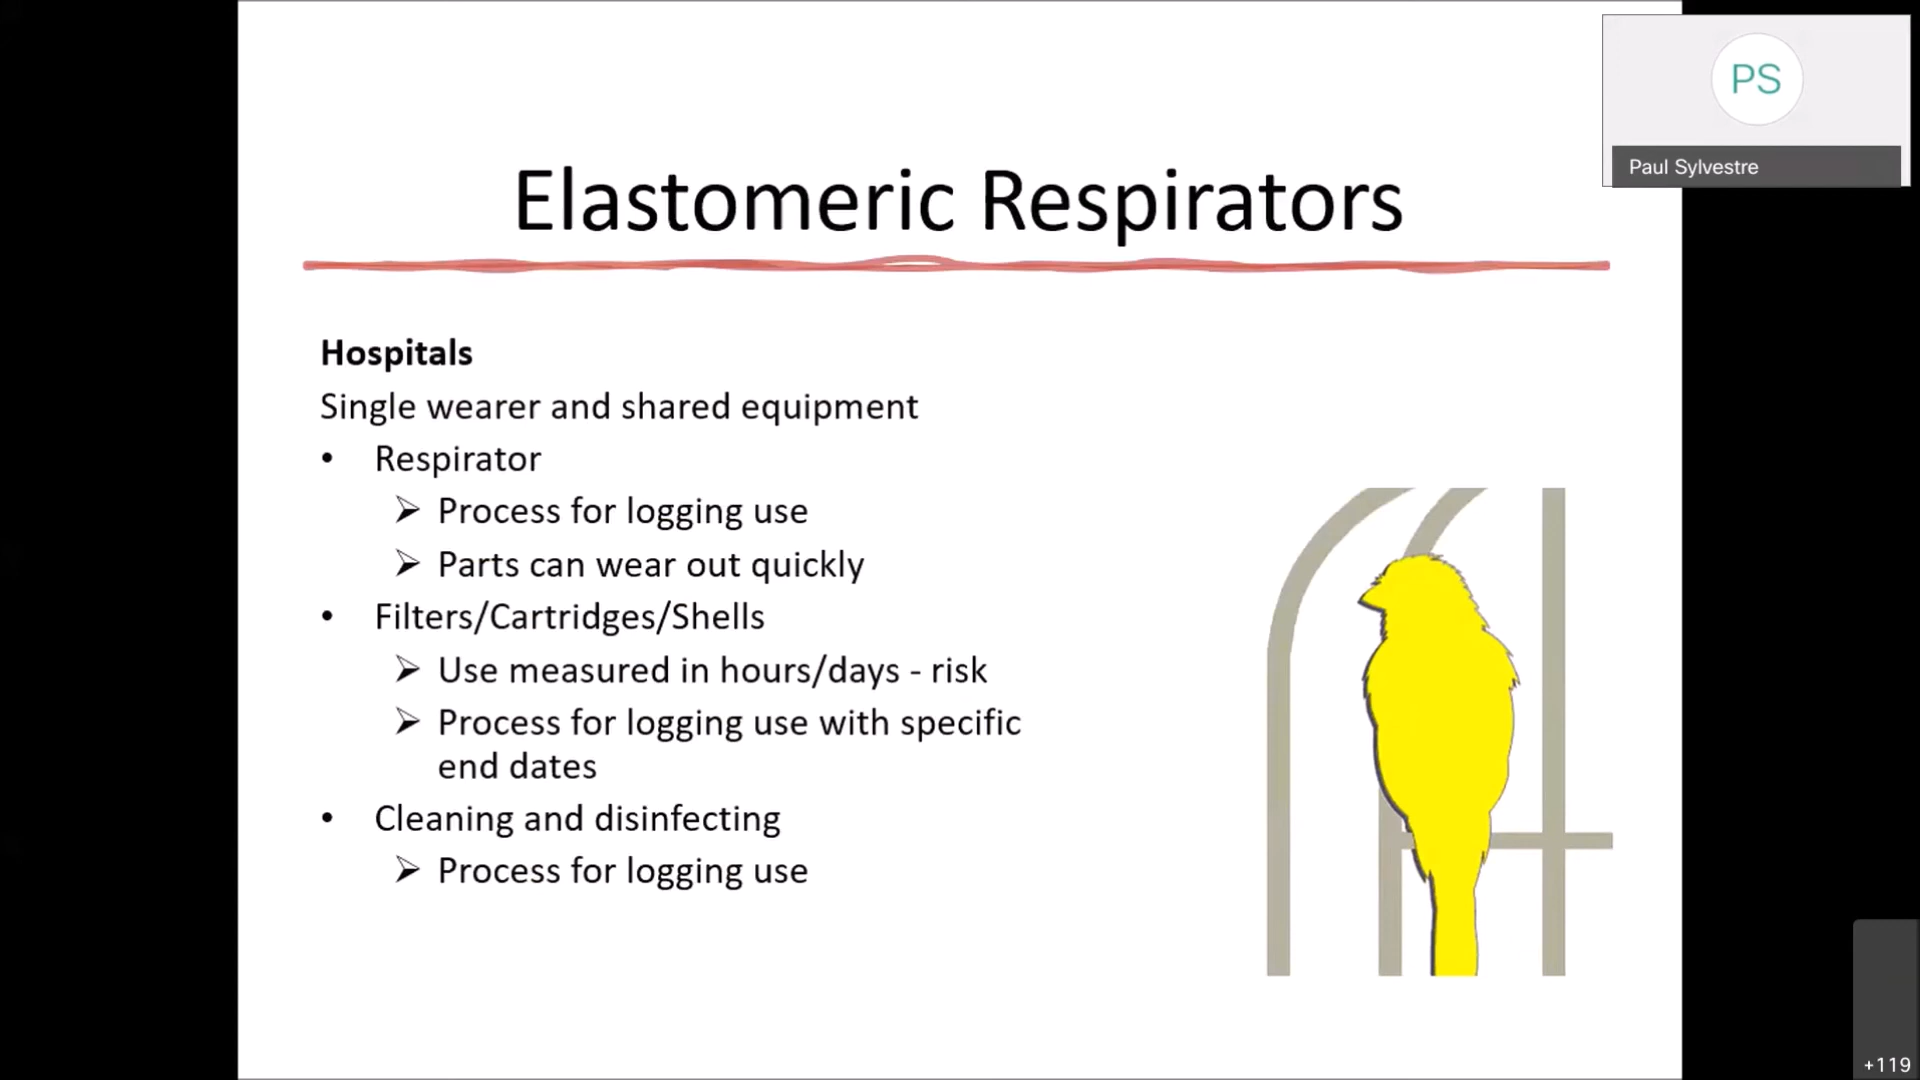 PS
Paul Sylvestre
Elastomeric Respirators
Hospitals
Single wearer and shared equipment
• Respirator
➢ Process for logging use
➢ Parts can wear out quickly
• Filters/Cartridges/Shells
➢ Use measured in hours/days - risk
➢ Process for logging use with specific
end dates
• Cleaning and disinfecting
➢ Process for logging use
+119